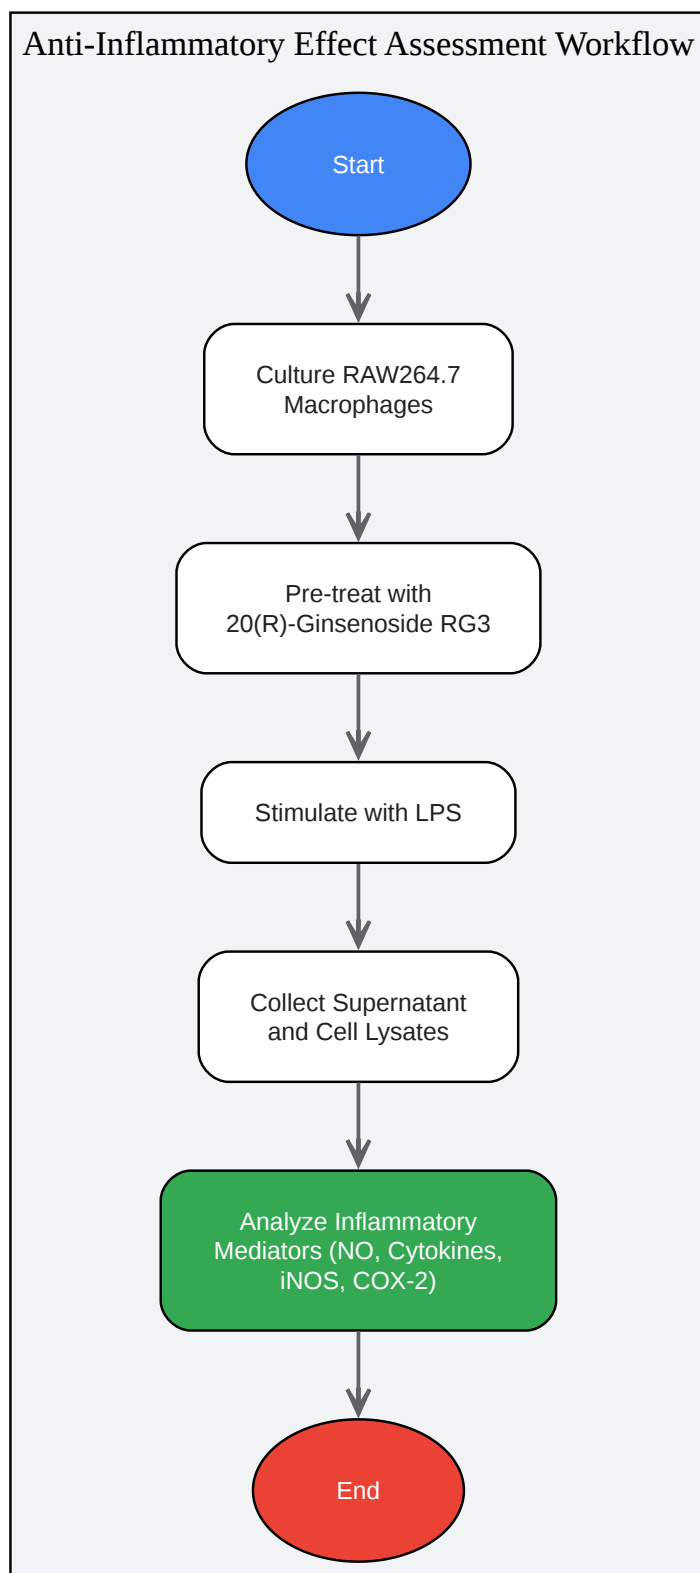 Anti-Inflammatory Effect Assessment Workflow
Start
Culture RAW264.7
Macrophages
Pre-treat with
20(R)-Ginsenoside RG3
Stimulate with LPS
Collect Supernatant
and Cell Lysates
Analyze Inflammatory
Mediators (NO, Cytokines,
iNOS, COX-2)
End